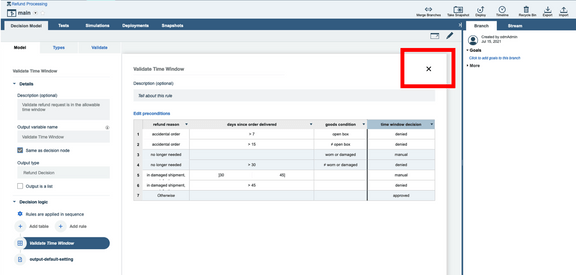 Refund Processing
main
Merge Branches
Take Snapshot
Deploy
Timeline
Recycle Bin
Export
Import
Decision Model
Tests
Simulations
Deployments
Snapshots
Branch
Stream
Model
Types
Validate
Created by edmAdmin
Jul 15, 2021
Goals
Click to add goals to this branch
More
Validate Time Window
Details
Description (optional)
Validate refund request is in the allowable
time window
Output variable name
Validate Time Window
Same as decision node
Output type
Refund Decision
Output is a list
Decision logic
Rules are applied in sequence
Add table
Add rule
Validate Time Window
output-default-setting
Validate Time Window
Description (optional)
Tell about this rule
Edit preconditions
refund reason days since order delivered goods condition time window decision
1 accidental order > 7 open box denied
2 accidental order > 15 ≠ open box denied
3 no longer needed worn or damaged manual
4 no longer needed > 30 ≠ worn or damaged denied
5 in damaged shipment, [30 45] manual
6 in damaged shipment, > 45 denied
7 Otherwise approved